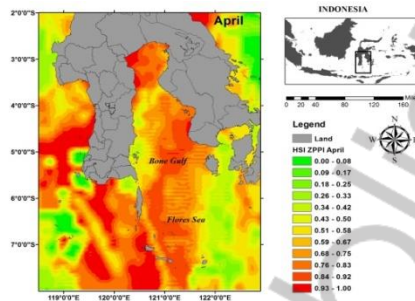 April
2°0'0"S
3°0'0"S
4°0'0"S
5°0'0"S
6°0'0"S
7°0'0"S
Bone Gulf
Flores Sea
119°0'0"E
120°0'0"E
121°0'0"E
122°0'0"E
INDONESIA
0 20 40 80 120 160
N
W
S
Legend
Land
HSI ZPPI April
0.00 - 0.08
0.09 - 0.17
0.18 - 0.25
0.26 - 0.33
0.34 - 0.42
0.43 - 0.50
0.51 - 0.58
0.59 - 0.67
0.68 - 0.75
0.76 - 0.83
0.84 - 0.92
0.93 - 1.00